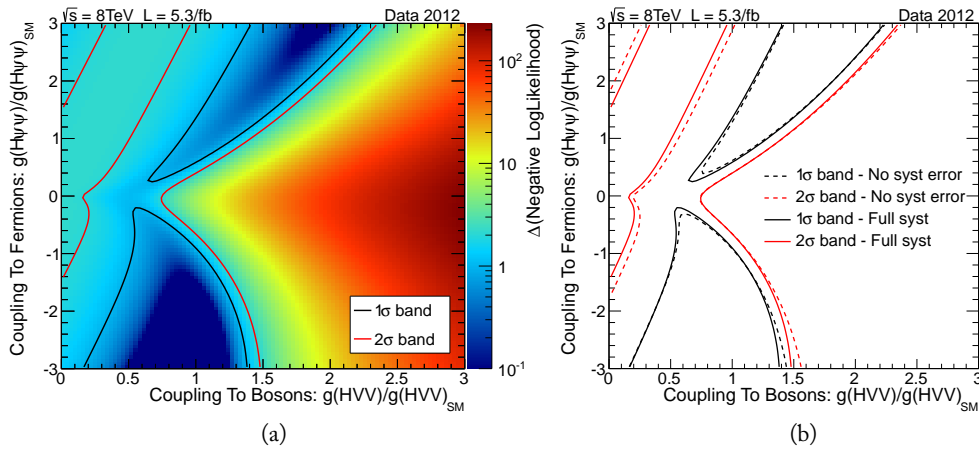 √s = 8TeV L = 5.3/fb Data 2012
Coupling To Fermions: g(Hψψ)/g(Hψψ)SM
3
2
1
0
-1
-2
-3
1σ band
2σ band
0 0.5 1 1.5 2 2.5 3
Coupling To Bosons: g(HVV)/g(HVV)SM
10²
10
1
10⁻¹
Δ(Negative LogLikelihood)
(a)
√s = 8TeV L = 5.3/fb Data 2012
Coupling To Fermions: g(Hψψ)/g(Hψψ)SM
3
2
1
0
-1
-2
-3
1σ band - No syst error
2σ band - No syst error
1σ band - Full syst
2σ band - Full syst
0 0.5 1 1.5 2 2.5 3
Coupling To Bosons: g(HVV)/g(HVV)SM
(b)